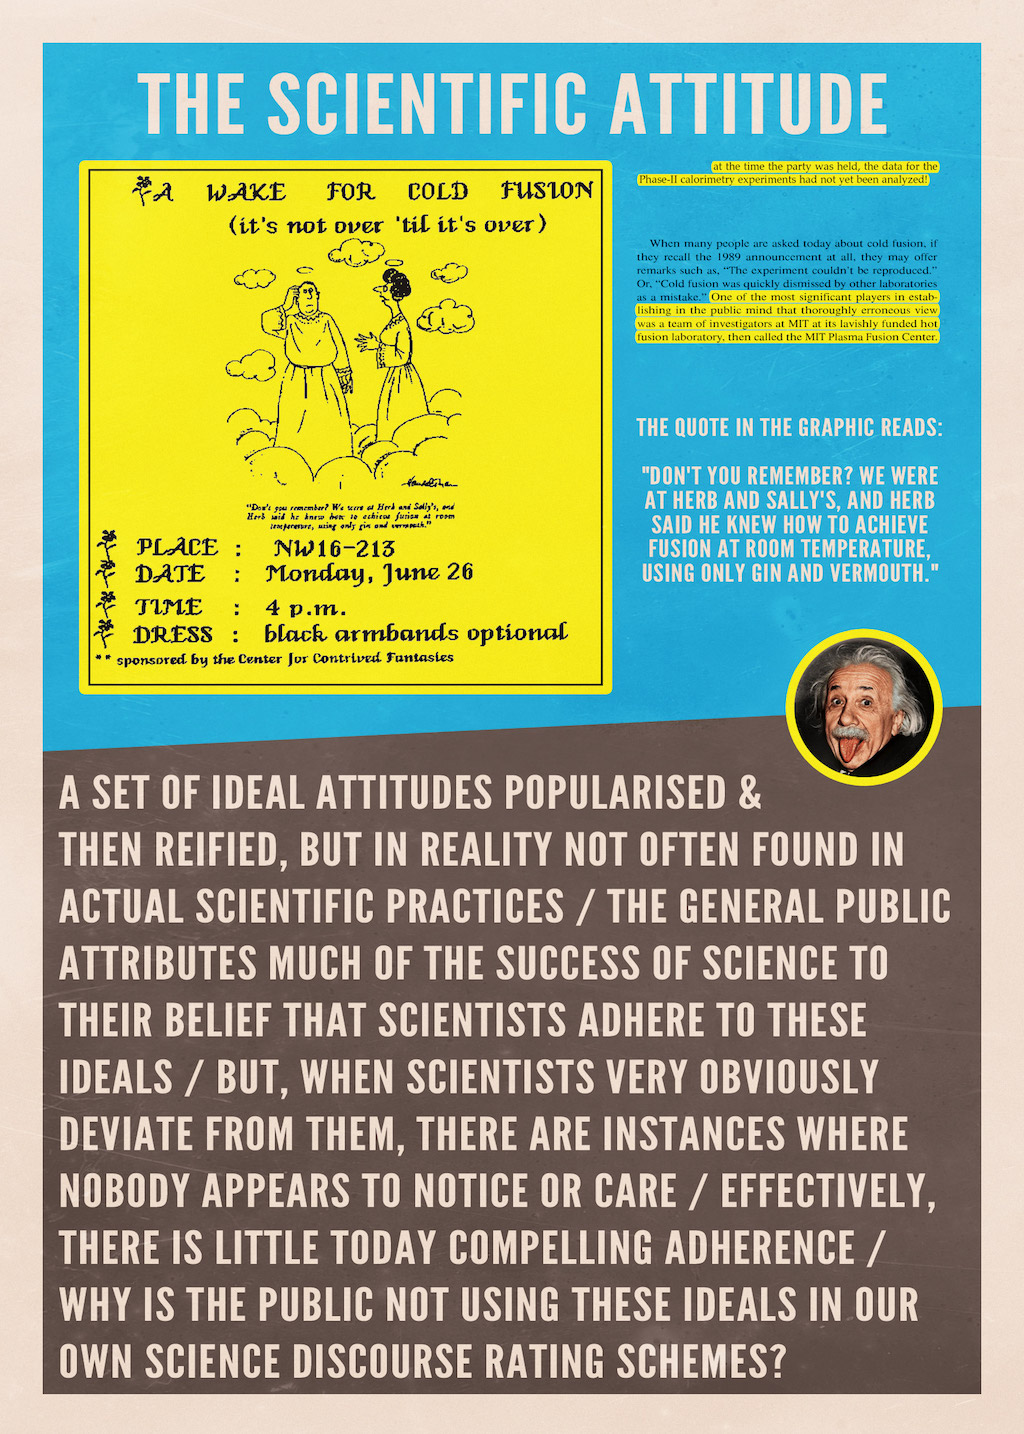 THE SCIENTIFIC ATTITUDE
A WAKE FOR COLD FUSION
(it's not over 'til it's over)
"Don't you remember? We were at Herb and Sally's, and
Herb said he knew how to achieve fusion at room
temperature, using only gin and vermouth."
PLACE : NW16-213
DATE : Monday, June 26
TIME : 4 p.m.
DRESS : black armbands optional
** sponsored by the Center for Contrived Fantasies
at the time the party was held, the data for the
Phase-II calorimetry experiments had not yet been analyzed!
When many people are asked today about cold fusion, if
they recall the 1989 announcement at all, they may offer
remarks such as, "The experiment couldn't be reproduced."
Or, "Cold fusion was quickly dismissed by other laboratories
as a mistake." One of the most significant players in estab-
lishing in the public mind that thoroughly erroneous view
was a team of investigators at MIT at its lavishly funded hot
fusion laboratory, then called the MIT Plasma Fusion Center.
THE QUOTE IN THE GRAPHIC READS:
"DON'T YOU REMEMBER? WE WERE
AT HERB AND SALLY'S, AND HERB
SAID HE KNEW HOW TO ACHIEVE
FUSION AT ROOM TEMPERATURE,
USING ONLY GIN AND VERMOUTH."
A SET OF IDEAL ATTITUDES POPULARISED &
THEN REIFIED, BUT IN REALITY NOT OFTEN FOUND IN
ACTUAL SCIENTIFIC PRACTICES / THE GENERAL PUBLIC
ATTRIBUTES MUCH OF THE SUCCESS OF SCIENCE TO
THEIR BELIEF THAT SCIENTISTS ADHERE TO THESE
IDEALS / BUT, WHEN SCIENTISTS VERY OBVIOUSLY
DEVIATE FROM THEM, THERE ARE INSTANCES WHERE
NOBODY APPEARS TO NOTICE OR CARE / EFFECTIVELY,
THERE IS LITTLE TODAY COMPELLING ADHERENCE /
WHY IS THE PUBLIC NOT USING THESE IDEALS IN OUR
OWN SCIENCE DISCOURSE RATING SCHEMES?